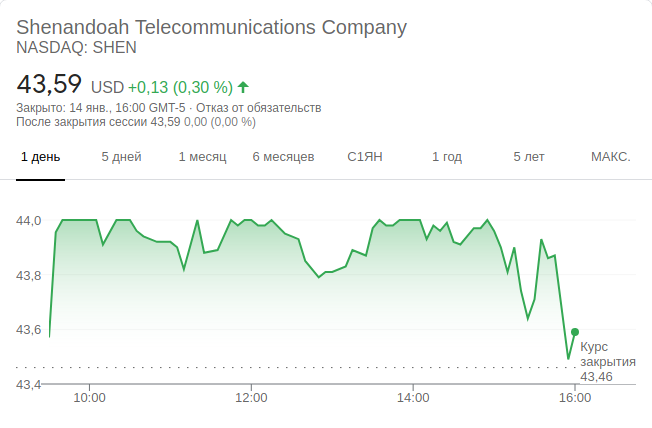 Shenandoah Telecommunications Company
NASDAQ: SHEN
43,59 USD +0,13 (0,30 %)
Закрыто: 14 янв., 16:00 GMT-5 · Отказ от обязательств
После закрытия сессии 43,59 0,00 (0,00 %)
1 день 5 дней 1 месяц 6 месяцев С1ЯН 1 год 5 лет МАКС.
44,0
43,8
43,6
Курс
закрытия
43,46
43,4
10:00 12:00 14:00 16:00